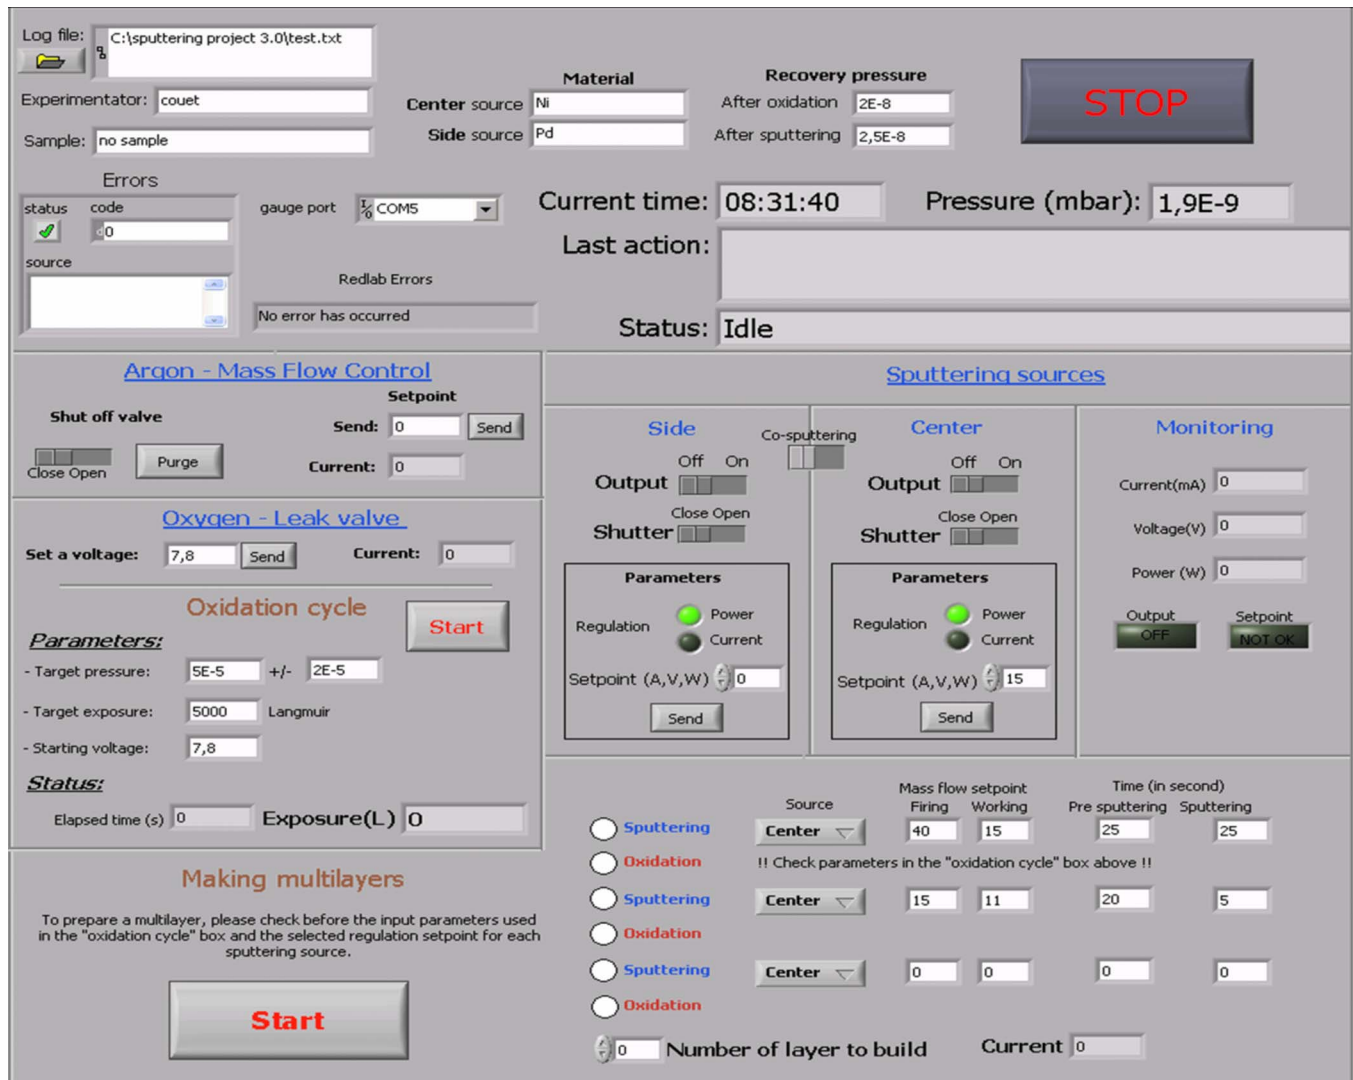 Log file: C:\sputtering project 3.0\test.txt
Experimentator: couet
Sample: no sample
Material
Center source Ni
Side source Pd
Recovery pressure
After oxidation 2E-8
After sputtering 2,5E-8
STOP
Errors
status code
d 0
source
gauge port I/O COM5
Redlab Errors
No error has occurred
Current time: 08:31:40 Pressure (mbar): 1,9E-9
Last action:
Status: Idle
Argon - Mass Flow Control
Setpoint
Shut off valve
Send: 0 Send
Close Open Purge
Current: 0
Oxygen - Leak valve
Set a voltage: 7,8 Send Current: 0
Oxidation cycle
Start
Parameters:
- Target pressure: 5E-5 +/- 2E-5
- Target exposure: 5000 Langmuir
- Starting voltage: 7,8
Status:
Elapsed time (s) 0 Exposure(L) 0
Sputtering sources
Side
Co-sputtering
Off On
Output
Close Open
Shutter
Parameters
Regulation
Power
Current
Setpoint (A,V,W) 0
Send
Center
Off On
Output
Close Open
Shutter
Parameters
Regulation
Power
Current
Setpoint (A,V,W) 15
Send
Monitoring
Current(mA) 0
Voltage(V) 0
Power (W) 0
Output Setpoint
OFF NOT OK
Making multilayers
To prepare a multilayer, please check before the input parameters used
in the "oxidation cycle" box and the selected regulation setpoint for each
sputtering source.
Start
Mass flow setpoint Time (in second)
Source Firing Working Pre sputtering Sputtering
Sputtering Center 40 15 25 25
Oxidation !! Check parameters in the "oxidation cycle" box above !!
Sputtering Center 15 11 20 5
Oxidation
Sputtering Center 0 0 0 0
Oxidation
0 Number of layer to build Current 0